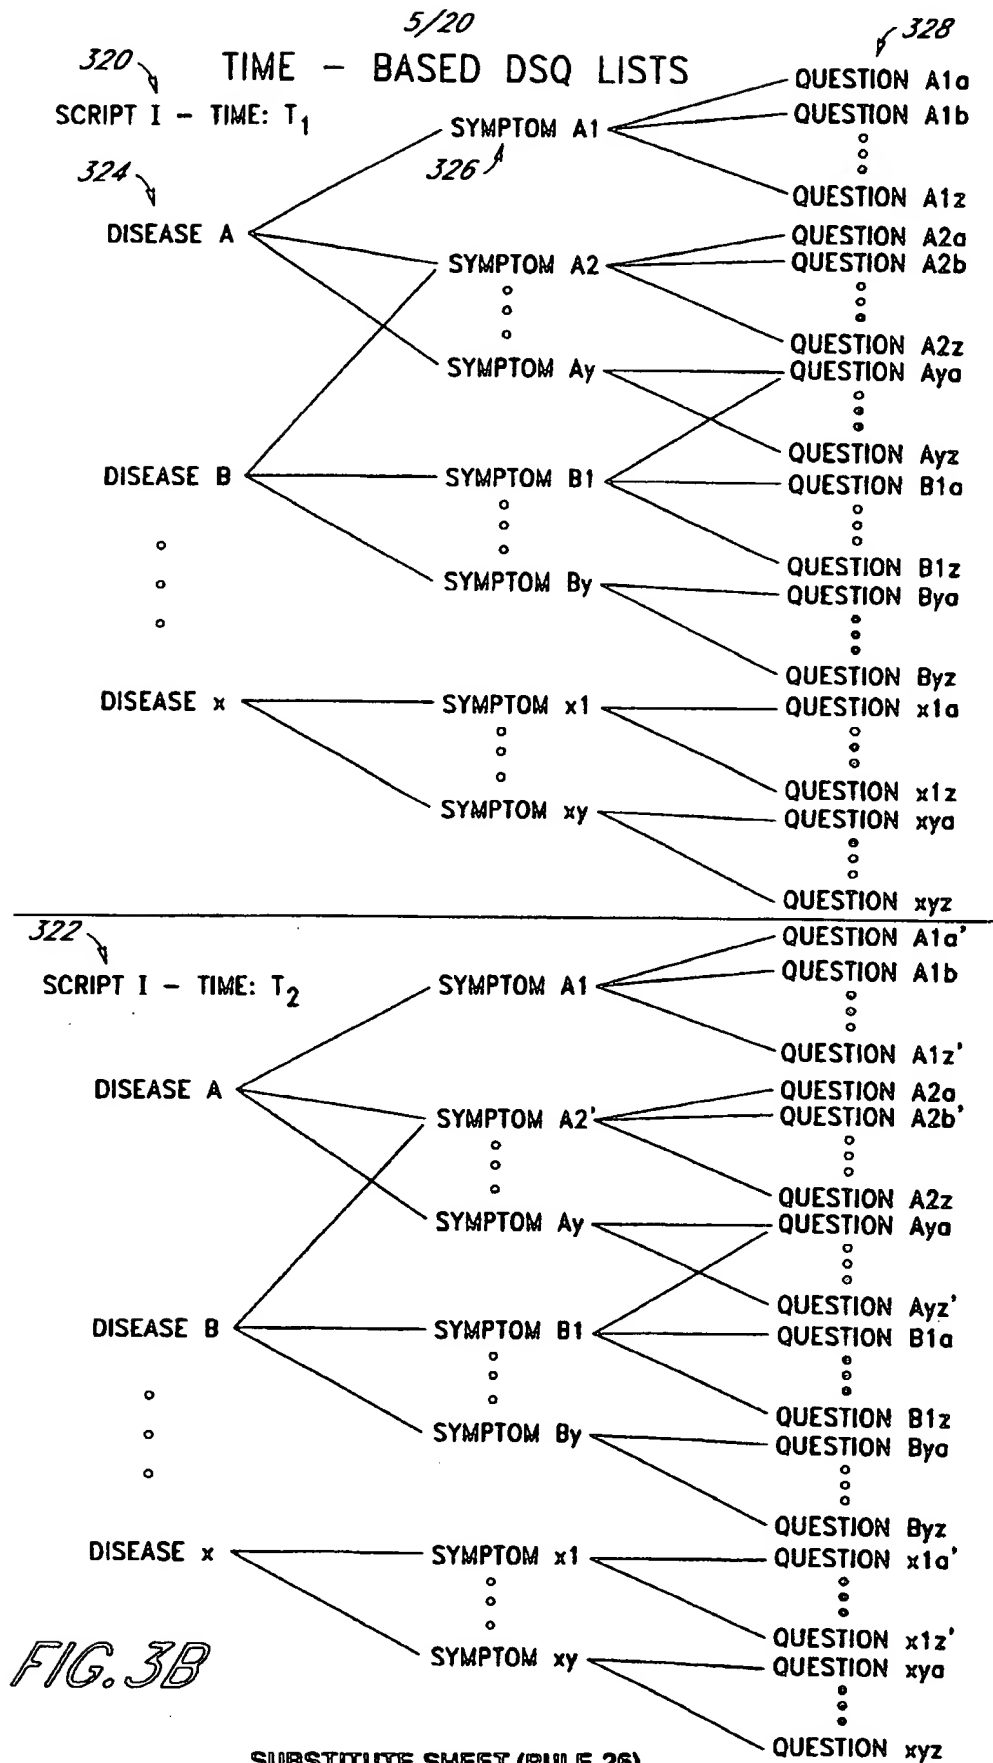 5/20
328
320
TIME - BASED DSQ LISTS
QUESTION A1a
SCRIPT I - TIME: T1
SYMPTOM A1
QUESTION A1b
324
326
QUESTION A1z
DISEASE A
QUESTION A2a
SYMPTOM A2
QUESTION A2b
QUESTION A2z
SYMPTOM Ay
QUESTION Aya
QUESTION Ayz
DISEASE B
SYMPTOM B1
QUESTION B1a
QUESTION B1z
SYMPTOM By
QUESTION Bya
QUESTION Byz
DISEASE x
SYMPTOM x1
QUESTION x1a
QUESTION x1z
SYMPTOM xy
QUESTION xya
QUESTION xyz
322
QUESTION A1a'
SCRIPT I - TIME: T2
SYMPTOM A1
QUESTION A1b
QUESTION A1z'
DISEASE A
QUESTION A2a
SYMPTOM A2'
QUESTION A2b'
QUESTION A2z
SYMPTOM Ay
QUESTION Aya
QUESTION Ayz'
DISEASE B
SYMPTOM B1
QUESTION B1a
QUESTION B1z
SYMPTOM By
QUESTION Bya
QUESTION Byz
DISEASE x
SYMPTOM x1
QUESTION x1a'
QUESTION x1z'
FIG. 3B
SYMPTOM xy
QUESTION xya
QUESTION xyz
SUBSTITUTE SHEET (RULE 26)